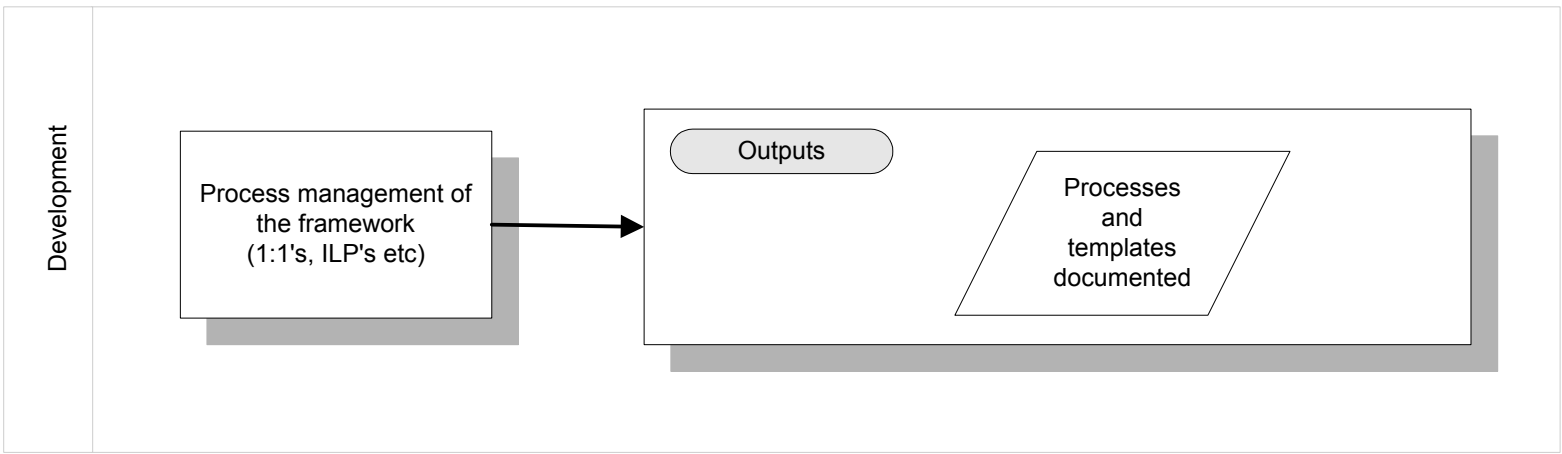 Development
Process management of
the framework
(1:1's, ILP's etc)
Outputs
Processes
and
templates
documented